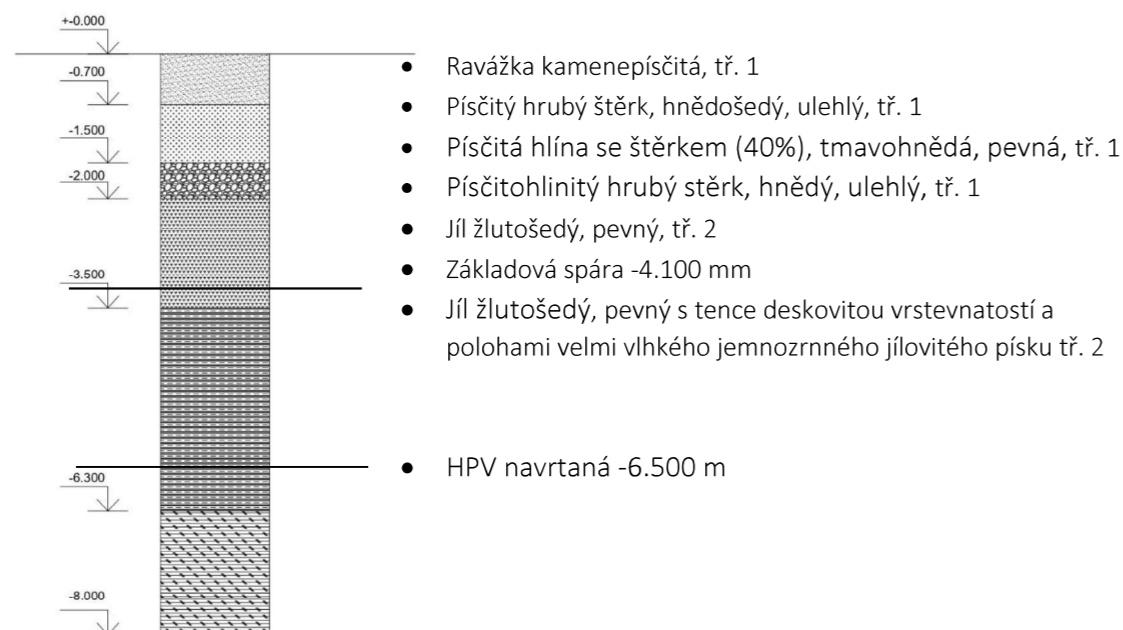 +-0.000
-0.700
-1.500
-2.000
-3.500
-6.300
-8.000
• Ravážka kamenepísčitá, tř. 1
• Písčitý hrubý štěrk, hnědošedý, ulehlý, tř. 1
• Písčitá hlína se štěrkem (40%), tmavohnědá, pevná, tř. 1
• Písčitohlinitý hrubý stěrk, hnědý, ulehlý, tř. 1
• Jíl žlutošedý, pevný, tř. 2
• Základová spára -4.100 mm
• Jíl žlutošedý, pevný s tence deskovitou vrstevnatostí a
polohami velmi vlhkého jemnozrnného jílovitého písku tř. 2
• HPV navrtaná -6.500 m